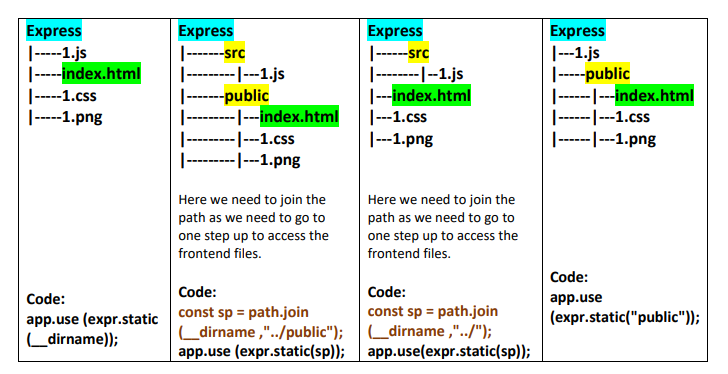 Express
|-----1.js
|-----index.html
|-----1.css
|-----1.png
Code:
app.use (expr.static
(__dirname));
Express
|-------src
|---------|---1.js
|-------public
|---------|---index.html
|---------|---1.css
|---------|---1.png
Here we need to join the
path as we need to go to
one step up to access the
frontend files.
Code:
const sp = path.join
(__dirname ,"../public");
app.use (expr.static(sp));
Express
|------src
|--------|--1.js
|---index.html
|---1.css
|---1.png
Here we need to join the
path as we need to go to
one step up to access the
frontend files.
Code:
const sp = path.join
(__dirname ,"../");
app.use(expr.static(sp));
Express
|---1.js
|-----public
|------|---index.html
|------|---1.css
|------|---1.png
Code:
app.use
(expr.static("public"));